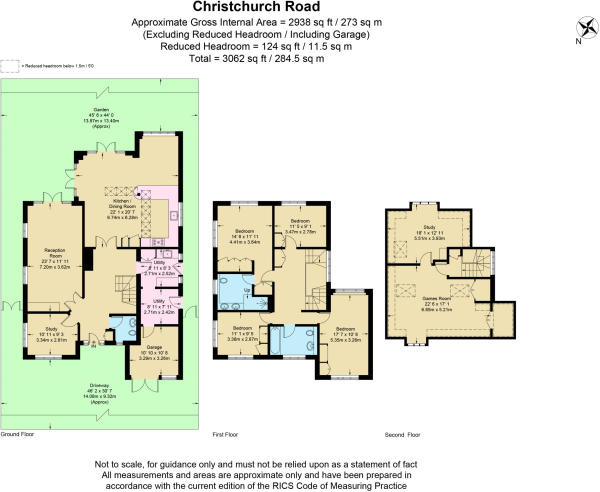 Christchurch Road
Approximate Gross Internal Area = 2938 sq ft / 273 sq m
(Excluding Reduced Headroom / Including Garage)
Reduced Headroom = 124 sq ft / 11.5 sq m
Total = 3062 sq ft / 284.5 sq m
N
= Reduced headroom below 1.5m / 5'0
Garden
45' 6 x 44' 0
13.87m x 13.40m
(Approx)
Kitchen /
Dining Room
22' 1 x 20' 7
6.74m x 6.28m
Reception
Room
23' 7 x 11' 11
7.20m x 3.62m
Utility
8' 11 x 8' 3
2.71m x 2.52m
Utility
8' 11 x 7' 11
2.71m x 2.42m
Study
10' 11 x 9' 3
3.34m x 2.81m
IN
Garage
10' 10 x 10' 8
3.29m x 3.26m
Driveway
46' 2 x 30' 7
14.08m x 9.32m
(Approx)
Ground Floor
Bedroom
14' 6 x 11' 11
4.41m x 3.64m
Bedroom
11' 5 x 9' 1
3.47m x 2.78m
Up
Bedroom
11' 1 x 9' 5
3.38m x 2.87m
Bedroom
17' 7 x 10' 8
5.35m x 3.26m
First Floor
Study
18' 1 x 12' 11
5.51m x 3.93m
Games Room
22' 6 x 17' 1
6.85m x 5.21m
Second Floor
Not to scale, for guidance only and must not be relied upon as a statement of fact
All measurements and areas are approximate only and have been prepared in
accordance with the current edition of the RICS Code of Measuring Practice